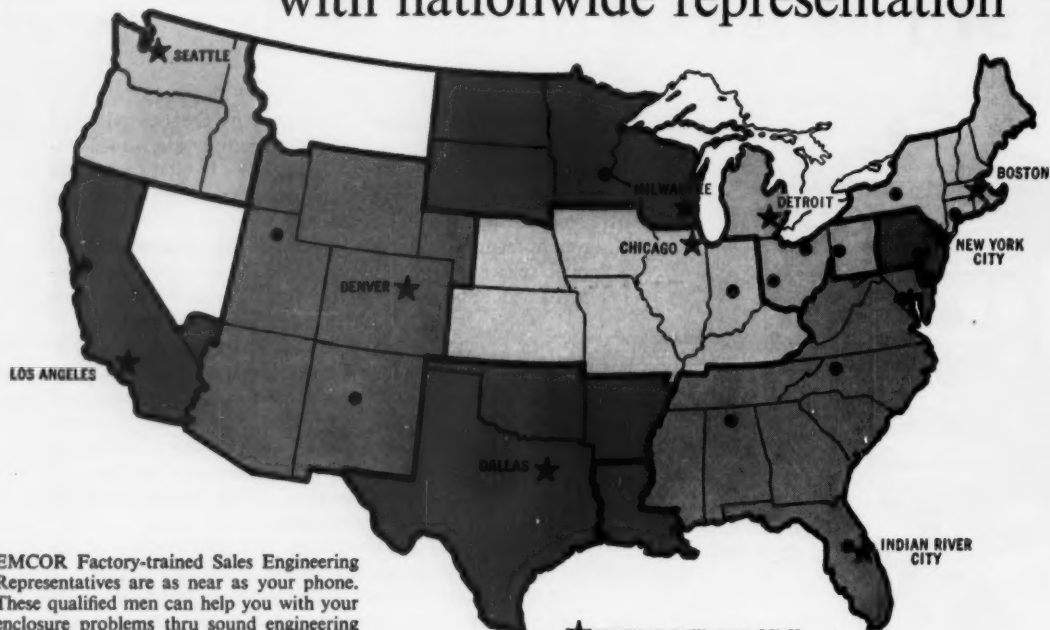 with nationwide representation
SEATTLE
MILWAUKEE
BOSTON
DETROIT
CHICAGO
NEW YORK
CITY
DENVER
LOS ANGELES
DALLAS
INDIAN RIVER
CITY
EMCOR Factory-trained Sales Engineering
Representatives are as near as your phone.
These qualified men can help you with your
enclosure problems thru sound engineering